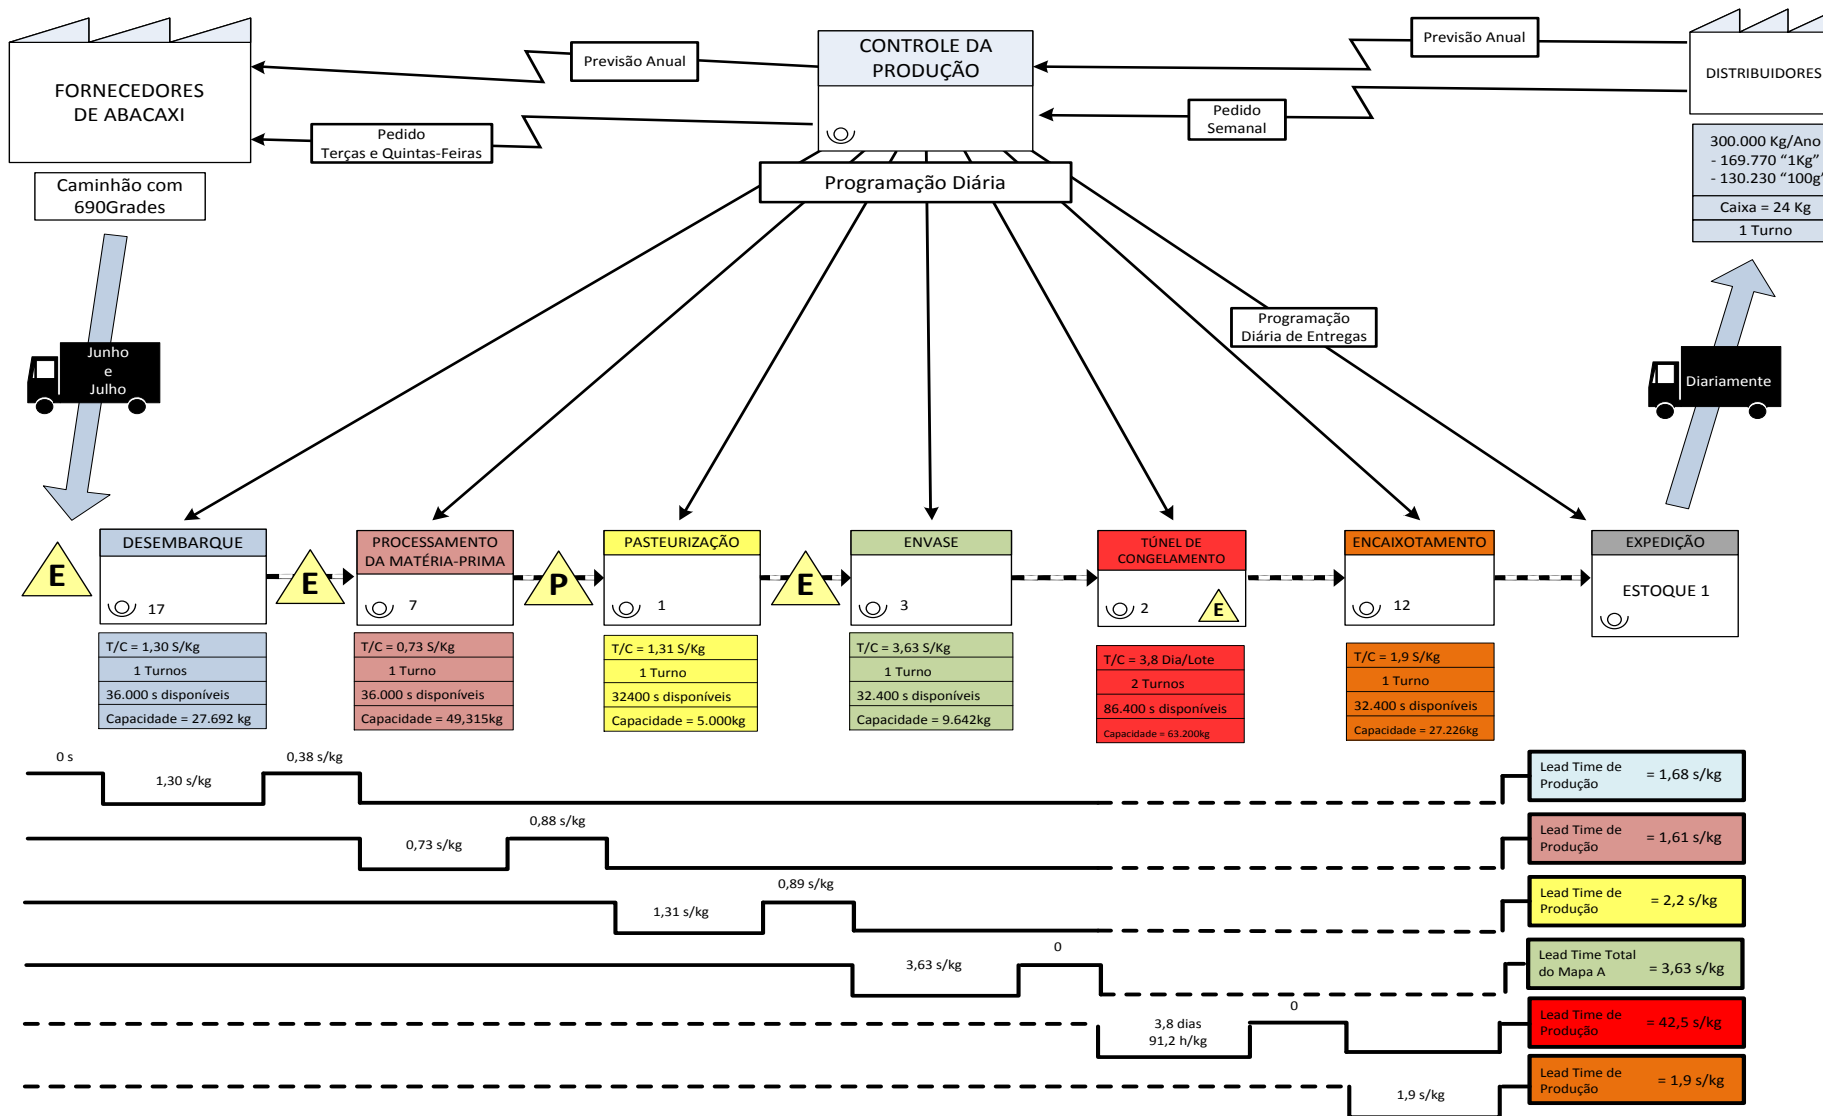 FORNECEDORES
DE ABACAXI
Previsão Anual
Pedido
Terças e Quintas-Feiras
CONTROLE DA
PRODUÇÃO
Previsão Anual
Pedido
Semanal
DISTRIBUIDORES
300.000 Kg/Ano
- 169.770 “1Kg”
- 130.230 “100g”
Caixa = 24 Kg
1 Turno
Caminhão com
690Grades
Programação Diária
Junho
e
Julho
Programação
Diária de Entregas
Diariamente
E
DESEMBARQUE
17
T/C = 1,30 S/Kg
1 Turnos
36.000 s disponíveis
Capacidade = 27.692 kg
E
PROCESSAMENTO
DA MATÉRIA-PRIMA
7
T/C = 0,73 S/Kg
1 Turno
36.000 s disponíveis
Capacidade = 49,315kg
P
PASTEURIZAÇÃO
1
T/C = 1,31 S/Kg
1 Turno
32400 s disponíveis
Capacidade = 5.000kg
E
ENVASE
3
T/C = 3,63 S/Kg
1 Turno
32.400 s disponíveis
Capacidade = 9.642kg
TÚNEL DE
CONGELAMENTO
2
E
T/C = 3,8 Dia/Lote
2 Turnos
86.400 s disponíveis
Capacidade = 63.200kg
ENCAIXOTAMENTO
12
T/C = 1,9 S/Kg
1 Turno
32.400 s disponíveis
Capacidade = 27.226kg
EXPEDIÇÃO
ESTOQUE 1
0 s
1,30 s/kg
0,38 s/kg
Lead Time de
Produção
= 1,68 s/kg
0,73 s/kg
0,88 s/kg
Lead Time de
Produção
= 1,61 s/kg
1,31 s/kg
0,89 s/kg
Lead Time de
Produção
= 2,2 s/kg
3,63 s/kg
0
Lead Time Total
do Mapa A
= 3,63 s/kg
3,8 dias
91,2 h/kg
0
Lead Time de
Produção
= 42,5 s/kg
1,9 s/kg
Lead Time de
Produção
= 1,9 s/kg